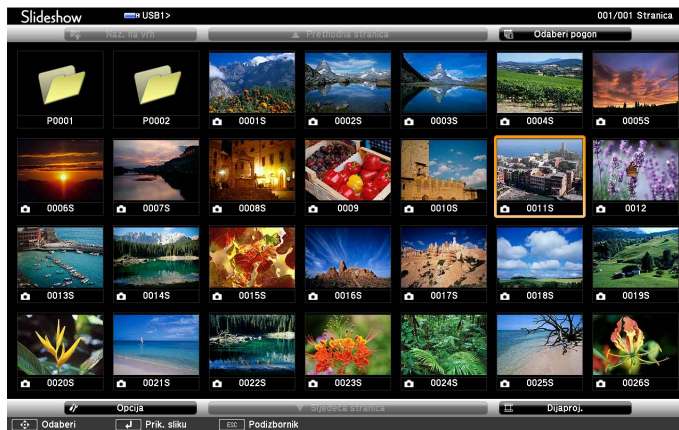 Slideshow USB1> 001/001 Stranica
Naz. na vrh ▲ Prethodna stranica Odaberi pogon
P0001 P0002 0001S 0002S 0003S 0004S 0005S
0006S 0007S 0008S 0009 0010S 0011S 0012
0013S 0014S 0015S 0016S 0017S 0018S 0019S
0020S 0021S 0022S 0023S 0024S 0025S 0026S
Opcija ▼ Sljedeća stranica Dijaproj.
Odaberi Prik. sliku ESC Podizbornik